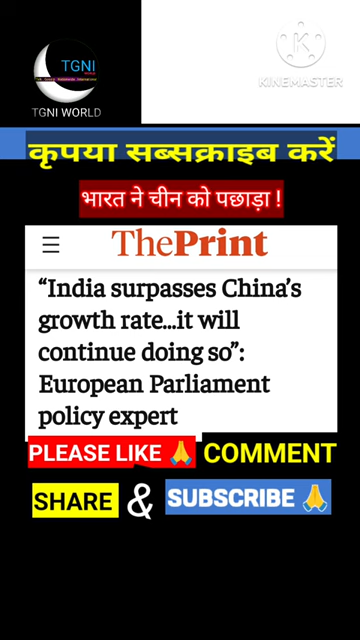 TGNI
TGNI WORLD
KINEMASTER
कृपया सब्सक्राइब करें
भारत ने चीन को पछाड़ा !
ThePrint
“India surpasses China’s
growth rate...it will
continue doing so”:
European Parliament
policy expert
PLEASE LIKE 🙏 COMMENT
SHARE & SUBSCRIBE 🙏